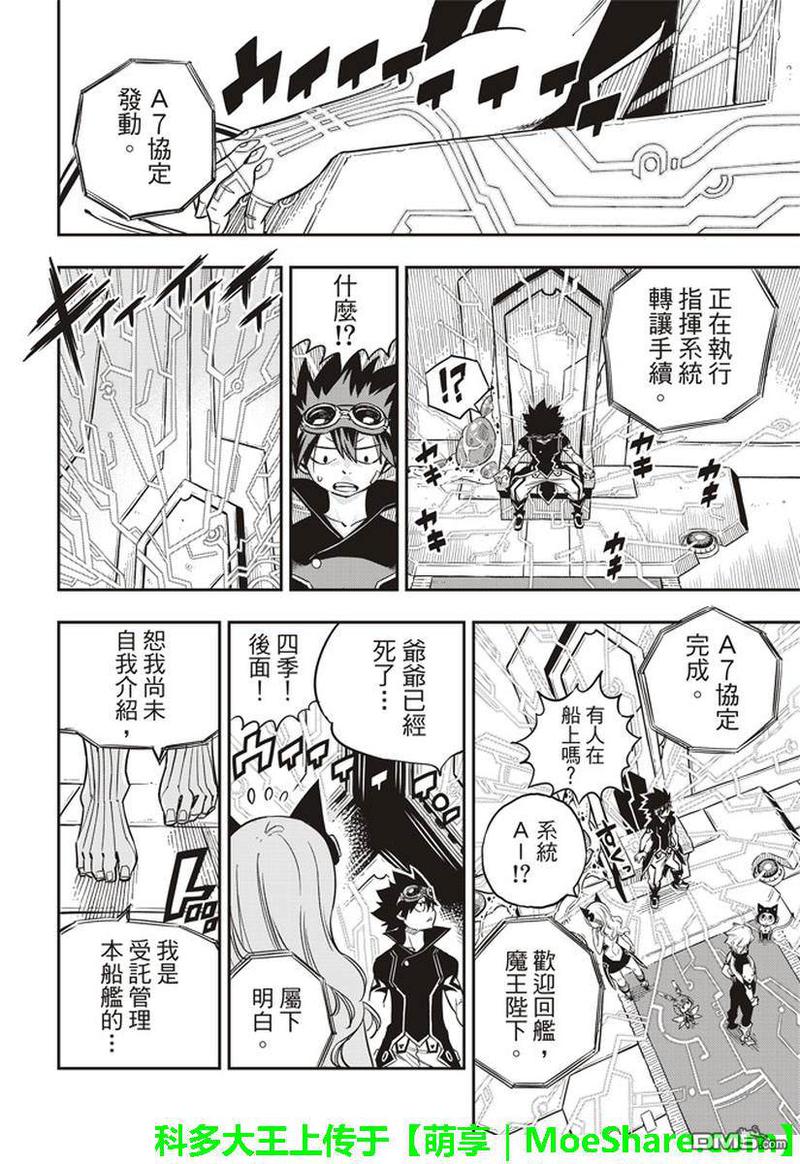 A7協定
發動。
正在執行
指揮系統
轉讓手續。
!?
什麼!?
A7協定
完成。
有人在
船上嗎?
系統
AI!?
歡迎回艦,
魔王陛下。
爺爺已經
死了…
四季!
後面!
屬下
明白。
恕我尚未
自我介紹,
我是
受託管理
本船艦的…
科多大王上传于【萌享|MoeShare